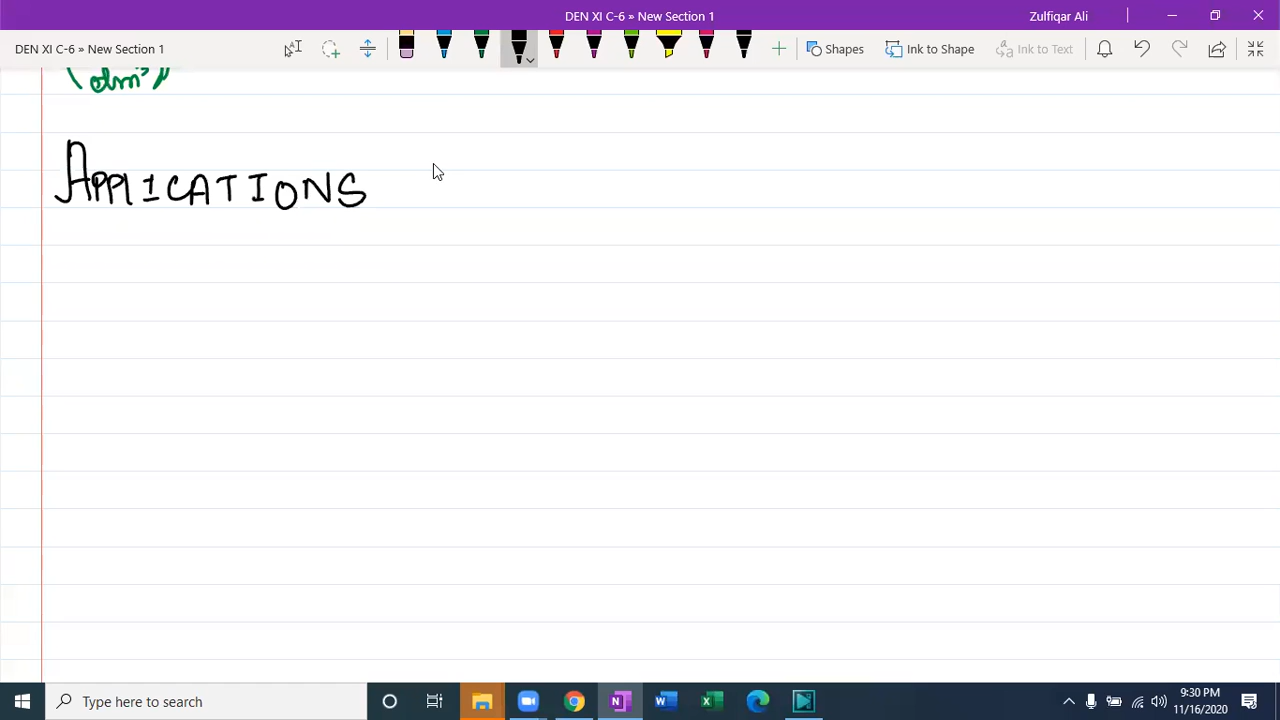 DEN XI C-6 » New Section 1
Zulfiqar Ali
DEN XI C-6 » New Section 1
Shapes
Ink to Shape
Ink to Text
(dm³)
APPLICATIONS
Type here to search
9:30 PM
11/16/2020